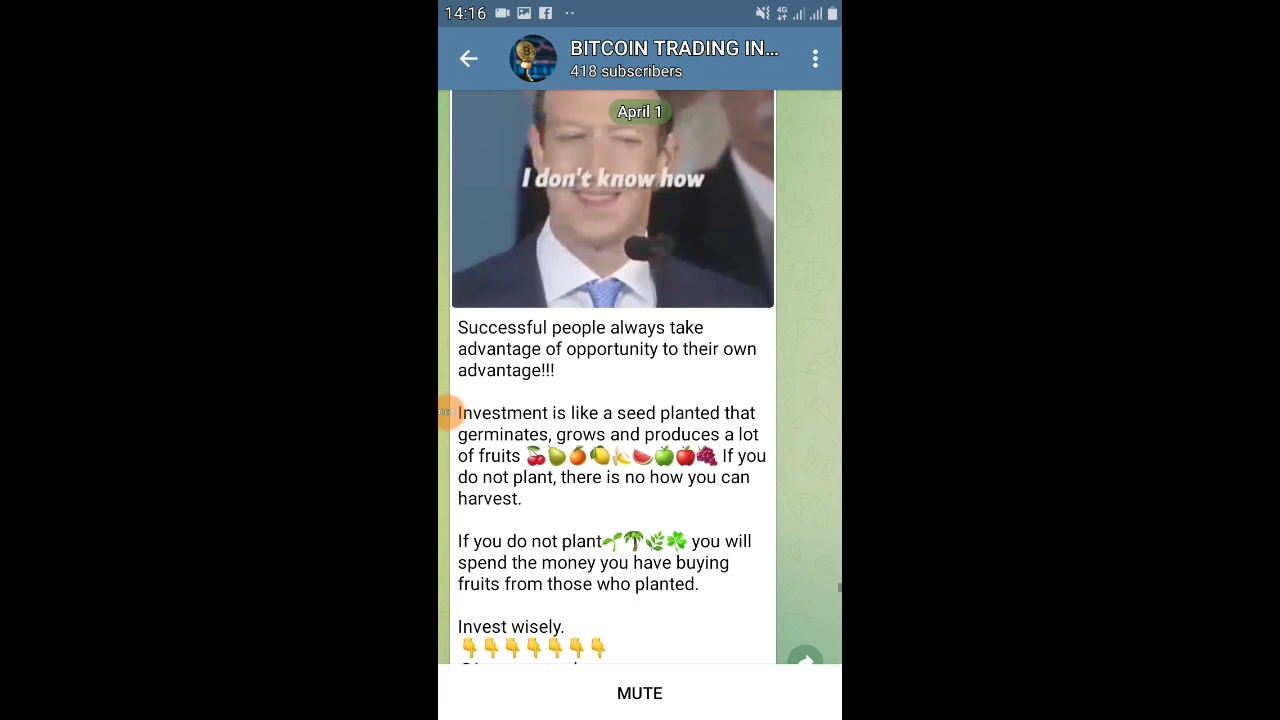 14:16
4G
BITCOIN TRADING IN...
418 subscribers
April 1
I don't know how
Successful people always take
advantage of opportunity to their own
advantage!!!
Investment is like a seed planted that
germinates, grows and produces a lot
of fruits 🍒🍐🍊🍋🍌🍉🍏🍎🍇 If you
do not plant, there is no how you can
harvest.
If you do not plant🌱🌴🌿☘️ you will
spend the money you have buying
fruits from those who planted.
Invest wisely.
👇👇👇👇👇👇👇
MUTE